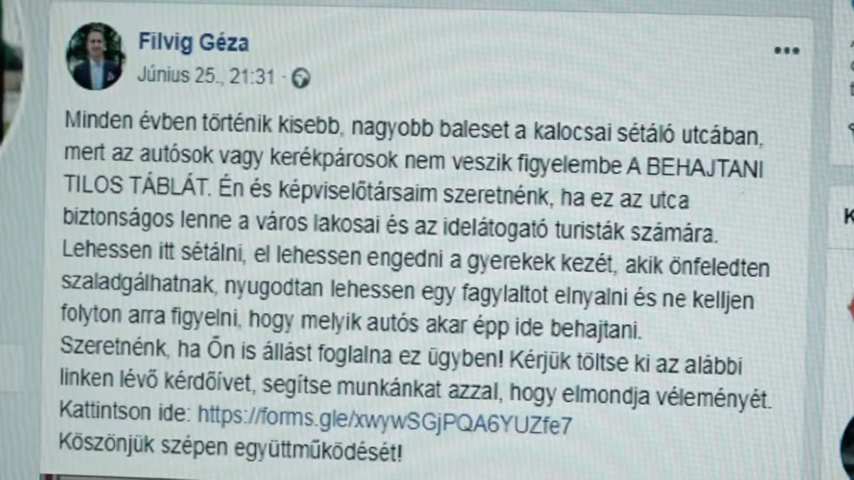 Filvig Géza
Június 25., 21:31 ·
Minden évben történik kisebb, nagyobb baleset a kalocsai sétáló utcában,
mert az autósok vagy kerékpárosok nem veszik figyelembe A BEHAJTANI
TILOS TÁBLÁT. Én és képviselőtársaim szeretnénk, ha ez az utca
biztonságos lenne a város lakosai és az idelátogató turisták számára.
Lehessen itt sétálni, el lehessen engedni a gyerekek kezét, akik önfeledten
szaladgálhatnak, nyugodtan lehessen egy fagylaltot elnyalni és ne kelljen
folyton arra figyelni, hogy melyik autós akar épp ide behajtani.
Szeretnénk, ha Ön is állást foglalna ez ügyben! Kérjük töltse ki az alábbi
linken lévő kérdőívet, segítse munkánkat azzal, hogy elmondja véleményét.
Kattintson ide: https://forms.gle/xwywSGjPQA6YUZfe7
Köszönjük szépen együttműködését!